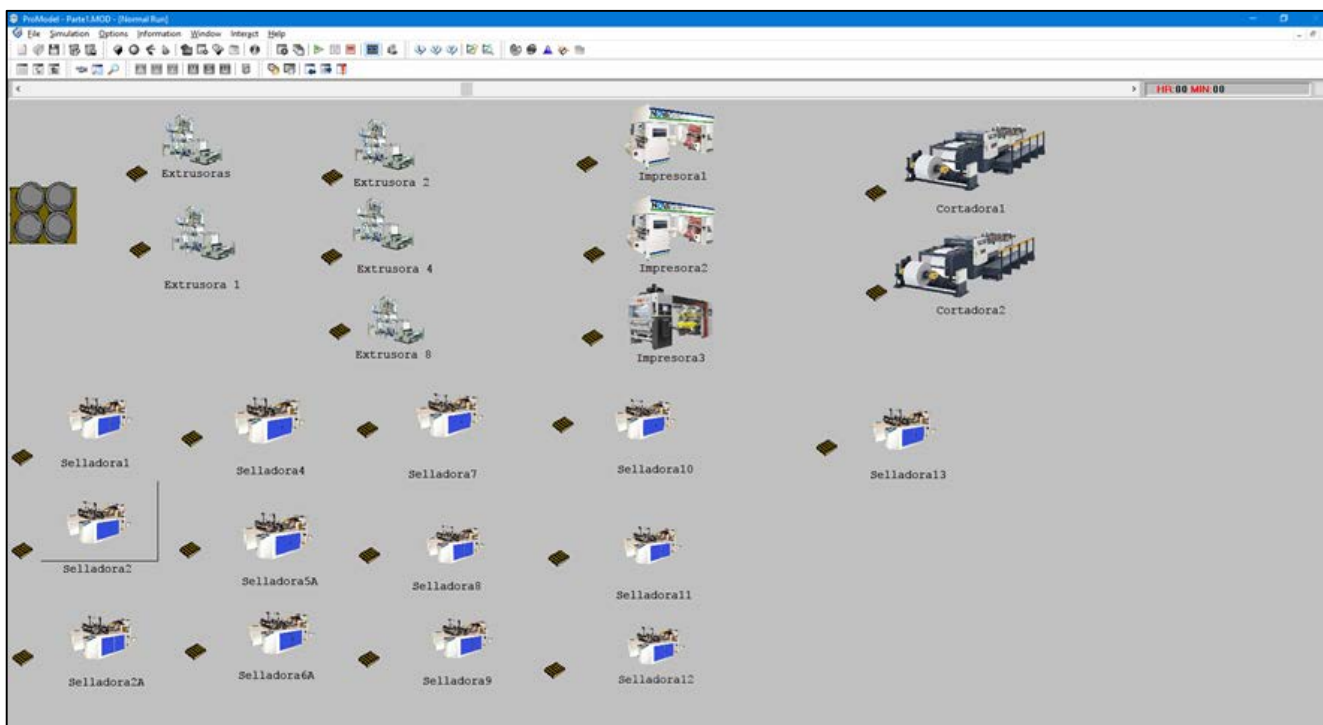 ProModel - Parte1.MOD - [Normal Run]
File Simulation Options Information Window Interact Help
HR:00 MIN:00
Extrusoras
Extrusora 2
Impresora1
Cortadora1
Extrusora 1
Extrusora 4
Impresora2
Cortadora2
Extrusora 8
Impresora3
Selladora1
Selladora4
Selladora7
Selladora10
Selladora13
Selladora2
Selladora5A
Selladora8
Selladora11
Selladora2A
Selladora6A
Selladora9
Selladora12